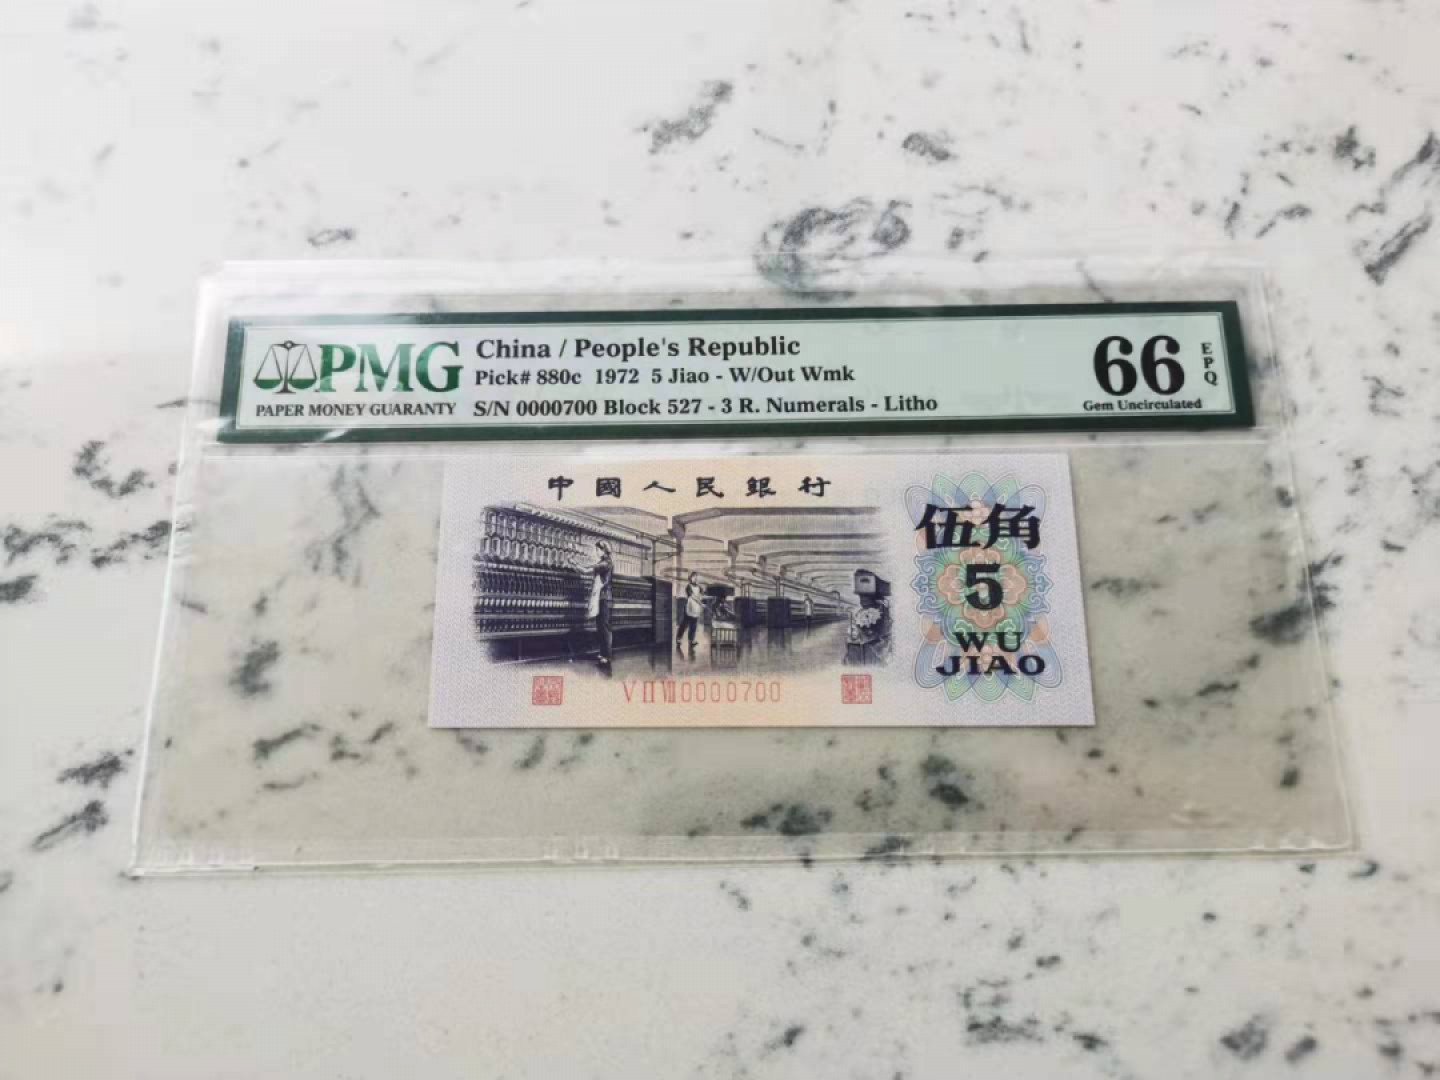 PMG
PAPER MONEY GUARANTY
China / People's Republic
Pick# 880c 1972 5 Jiao - W/Out Wmk
S/N 0000700 Block 527 - 3 R. Numerals - Litho
66
EPQ
Gem Uncirculated
中國人民銀行
伍角
5
WU
JIAO
V II VII 0000700